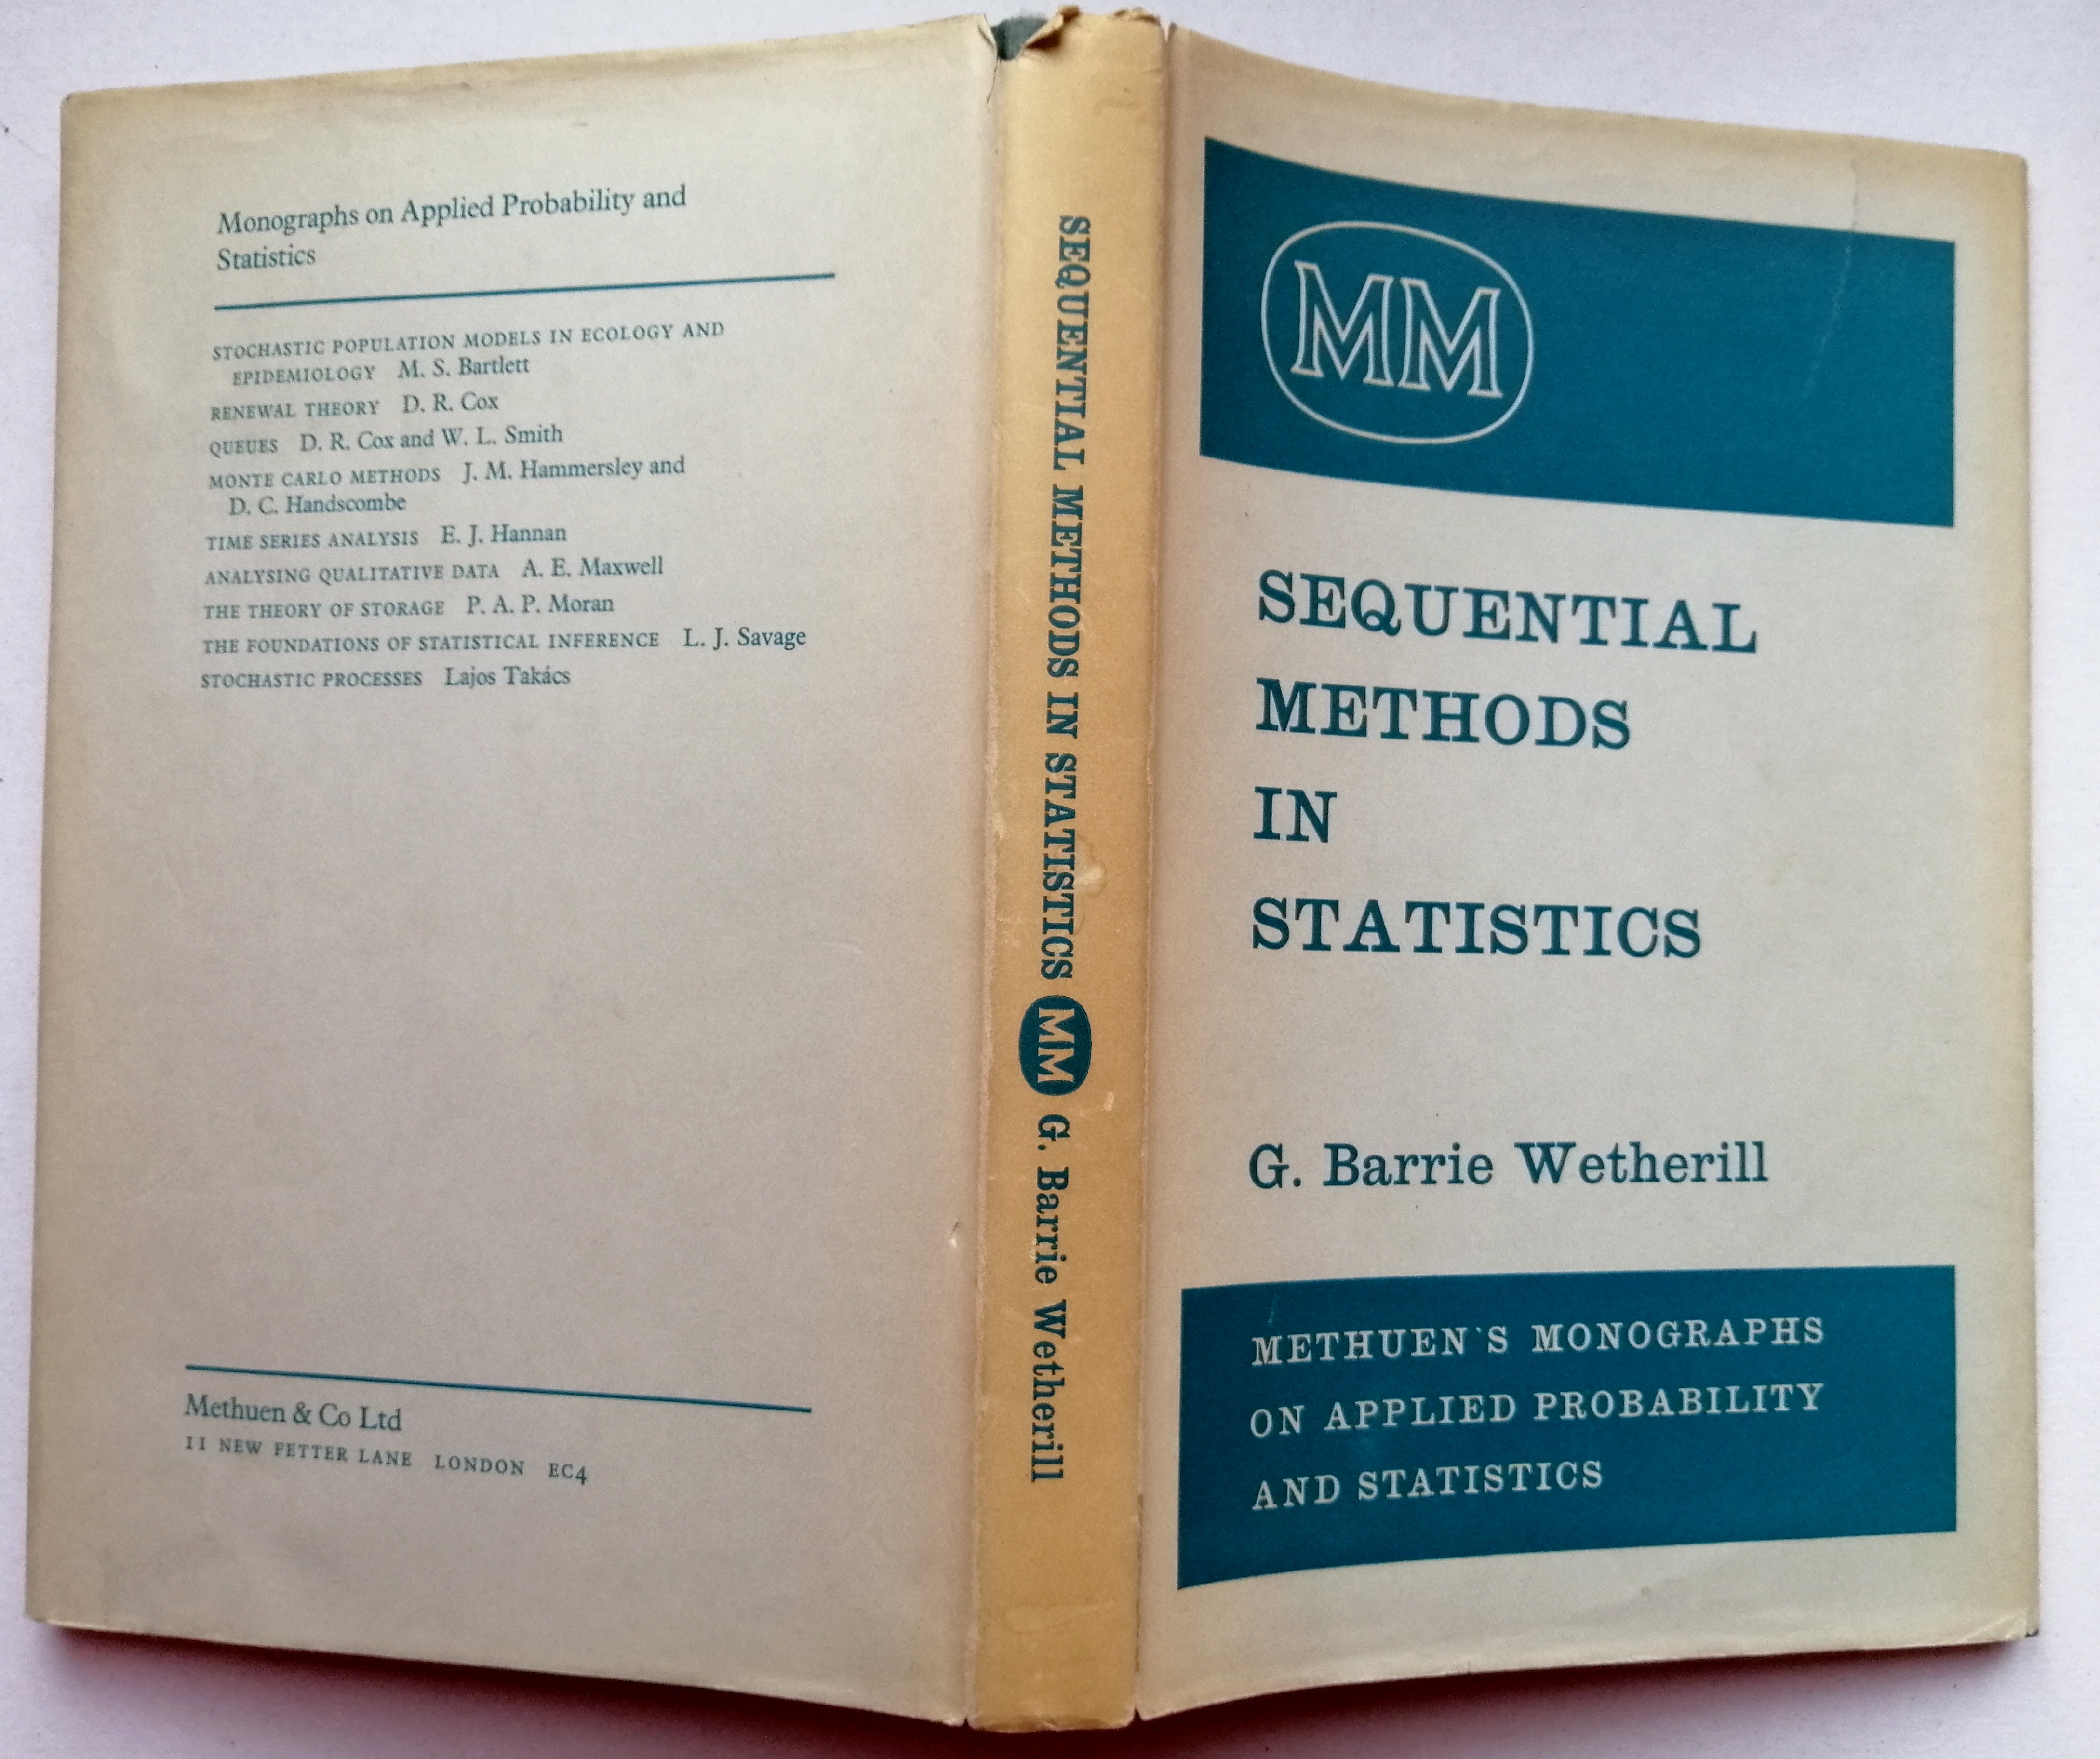 Monographs on Applied Probability and
Statistics
STOCHASTIC POPULATION MODELS IN ECOLOGY AND
EPIDEMIOLOGY M. S. Bartlett
RENEWAL THEORY D. R. Cox
QUEUES D. R. Cox and W. L. Smith
MONTE CARLO METHODS J. M. Hammersley and
D. C. Handscombe
TIME SERIES ANALYSIS E. J. Hannan
ANALYSING QUALITATIVE DATA A. E. Maxwell
THE THEORY OF STORAGE P. A. P. Moran
THE FOUNDATIONS OF STATISTICAL INFERENCE L. J. Savage
STOCHASTIC PROCESSES Lajos Takács
Methuen & Co Ltd
11 NEW FETTER LANE LONDON EC4
SEQUENTIAL METHODS IN STATISTICS MM G. Barrie Wetherill
MM
SEQUENTIAL
METHODS
IN
STATISTICS
G. Barrie Wetherill
METHUEN'S MONOGRAPHS
ON APPLIED PROBABILITY
AND STATISTICS